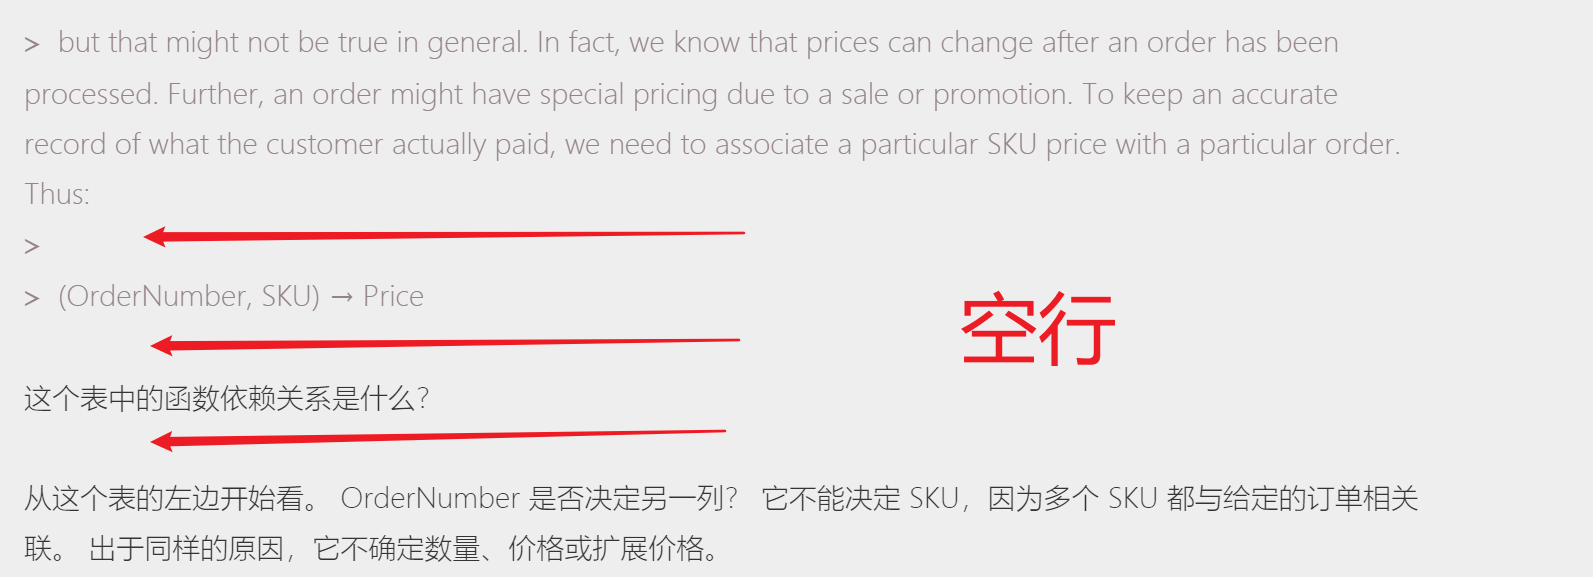 > but that might not be true in general. In fact, we know that prices can change after an order has been
processed. Further, an order might have special pricing due to a sale or promotion. To keep an accurate
record of what the customer actually paid, we need to associate a particular SKU price with a particular order.
Thus:
>
> (OrderNumber, SKU) → Price
空行
这个表中的函数依赖关系是什么?
从这个表的左边开始看。 OrderNumber 是否决定另一列? 它不能决定 SKU，因为多个 SKU 都与给定的订单相关
联。 出于同样的原因，它不确定数量、价格或扩展价格。